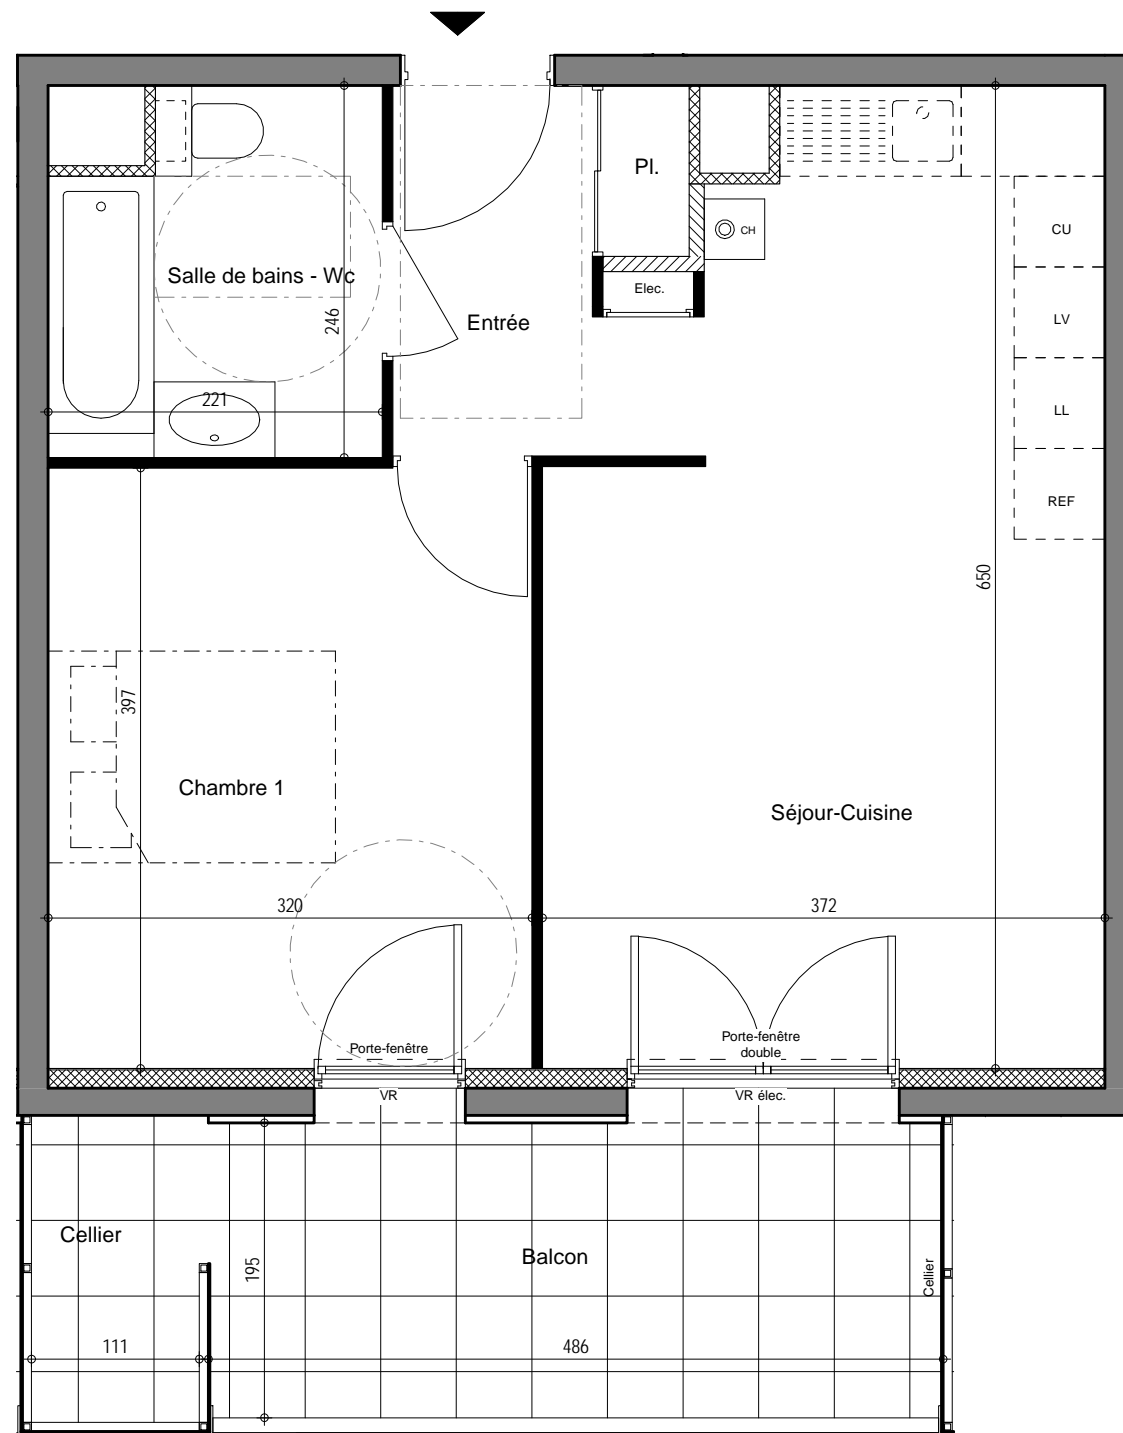 Pl.
CH
CU
Salle de bains - Wc
Elec.
246
Entrée
LV
221
LL
REF
650
397
Chambre 1
Séjour-Cuisine
320
372
Porte-fenêtre
Porte-fenêtre
double
VR
VR élec.
Cellier
Balcon
195
Cellier
111
486